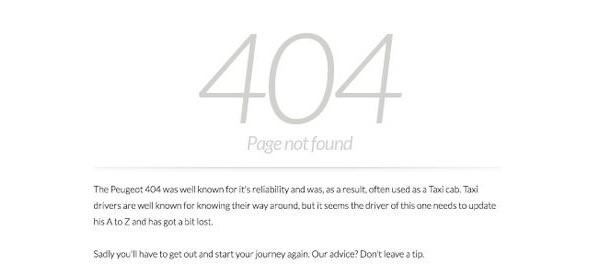 404
Page not found
The Peugeot 404 was well known for it's reliability and was, as a result, often used as a Taxi cab. Taxi
drivers are well known for knowing their way around, but it seems the driver of this one needs to update
his A to Z and has got a bit lost.
Sadly you'll have to get out and start your journey again. Our advice? Don't leave a tip.